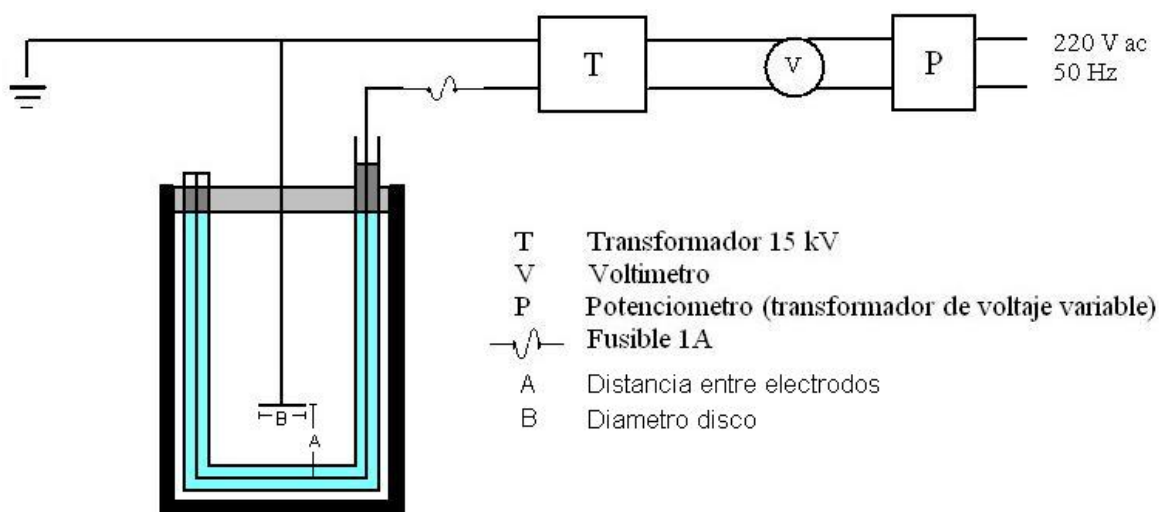 T
V
P
220 V ac
50 Hz
B
A
T Transformador 15 kV
V Voltimetro
P Potenciometro (transformador de voltaje variable)
Fusible 1A
A Distancia entre electrodos
B Diametro disco